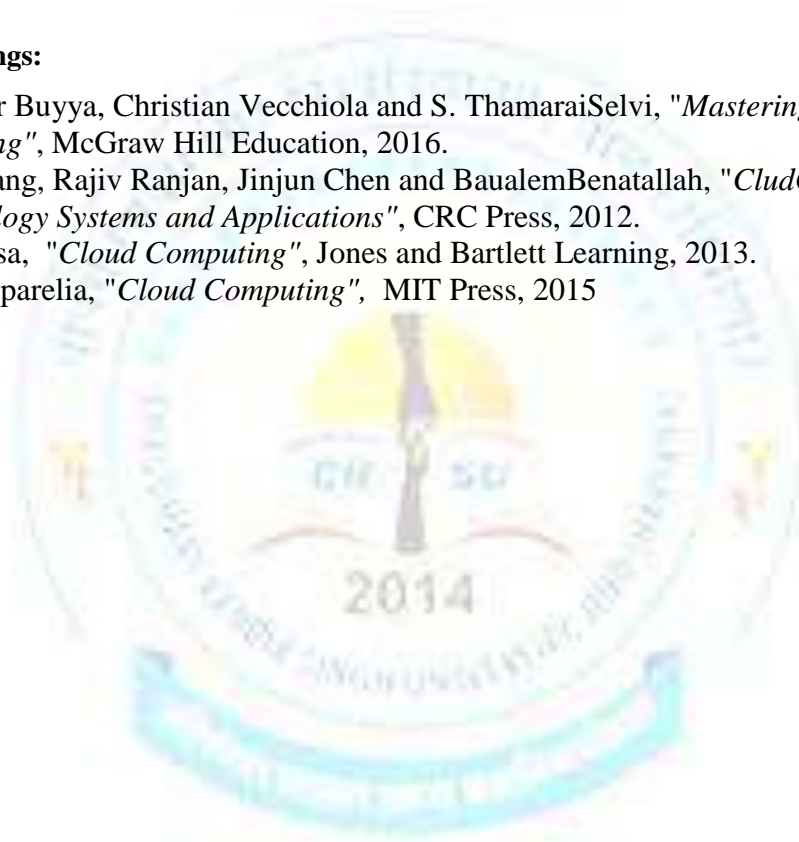 ngs:
r Buyya, Christian Vecchiola and S. ThamaraiSelvi, "Mastering
ng", McGraw Hill Education, 2016.
ang, Rajiv Ranjan, Jinjun Chen and BaualemBenatallah, "Clud
logy Systems and Applications", CRC Press, 2012.
sa, "Cloud Computing", Jones and Bartlett Learning, 2013.
parelia, "Cloud Computing", MIT Press, 2015
2014